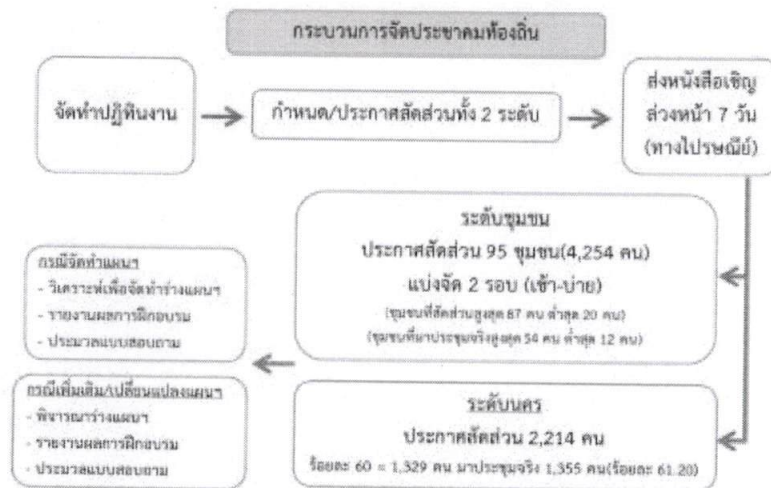 กระบวนการจัดประชาคมท้องถิ่น
จัดทำปฏิทินงาน
กำหนด/ประกาศสัดส่วนทั้ง 2 ระดับ
ส่งหนังสือเชิญ
ล่วงหน้า 7 วัน
(ทางไปรษณีย์)
ระดับชุมชน
ประกาศสัดส่วน 95 ชุมชน(4,254 คน)
แบ่งจัด 2 รอบ (เช้า-บ่าย)
(ชุมชนที่สัดส่วนสูงสุด 87 คน ต่ำสุด 20 คน)
(ชุมชนที่มาประชุมจริงสูงสุด 54 คน ต่ำสุด 12 คน)
กรณีจัดทำแผนฯ
- วิเคราะห์เพื่อจัดทำร่างแผนฯ
- รายงานผลการฝึกอบรม
- ประมวลแบบสอบถาม
กรณีเพิ่มเติม/เปลี่ยนแปลงแผนฯ
- พิจารณาร่างแผนฯ
- รายงานผลการฝึกอบรม
- ประมวลแบบสอบถาม
ระดับนคร
ประกาศสัดส่วน 2,214 คน
ร้อยละ 60 = 1,329 คน มาประชุมจริง 1,355 คน(ร้อยละ 61.20)